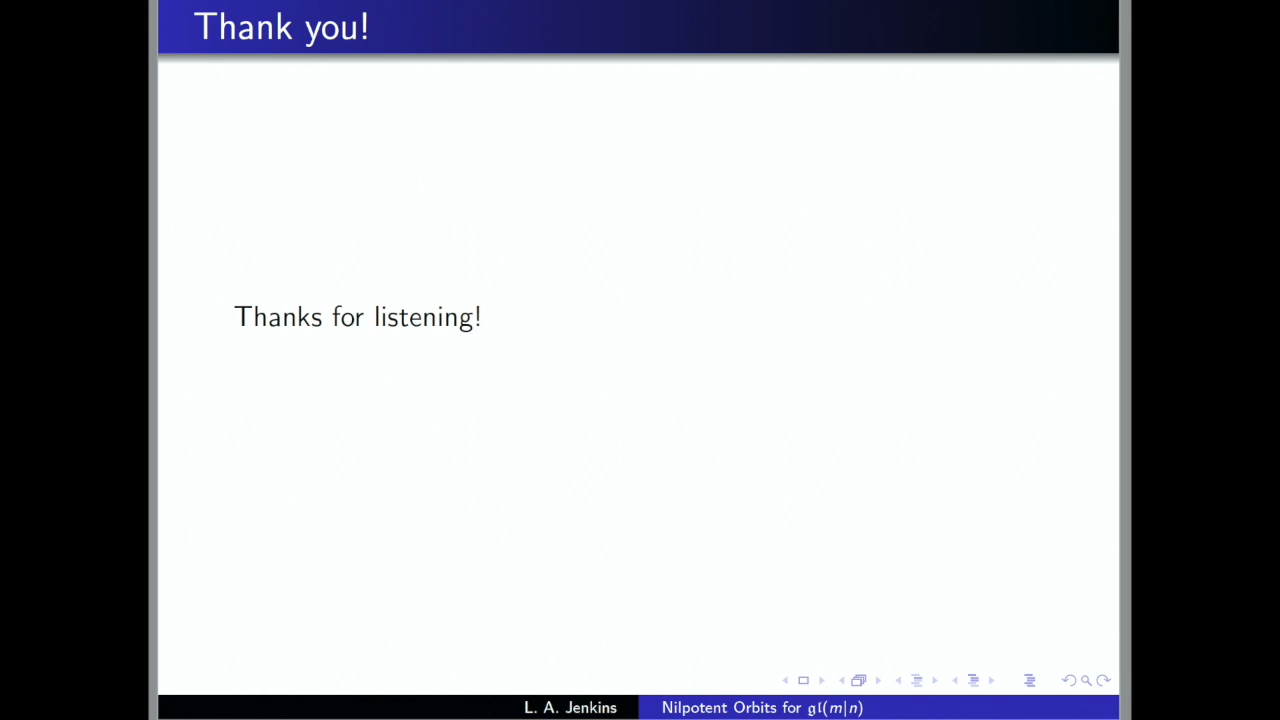 Thank you!
Thanks for listening!
L. A. Jenkins
Nilpotent Orbits for 𝔤𝔩(m|n)